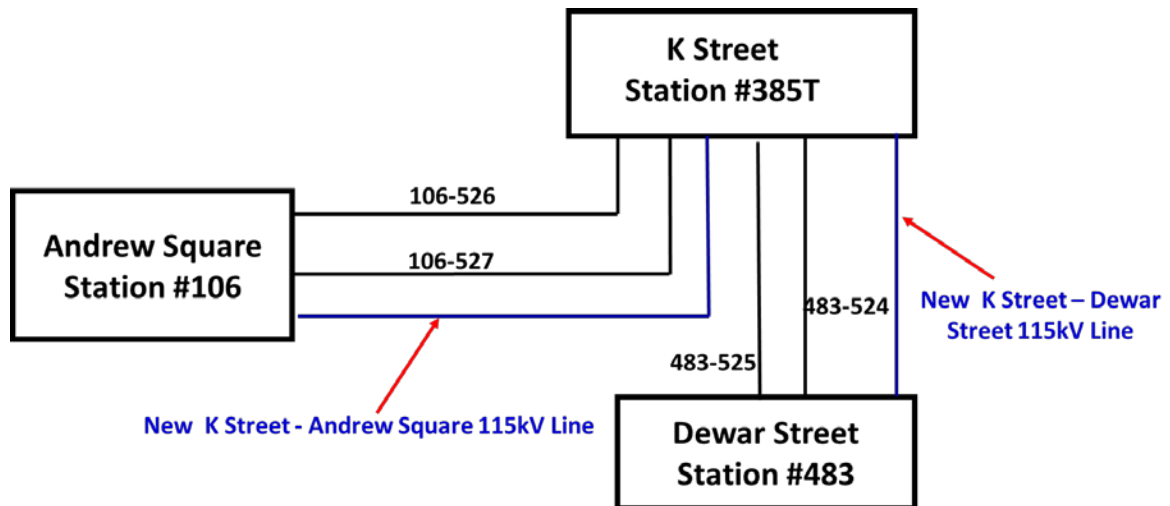 K Street
Station #385T
106-526
Andrew Square
Station #106
106-527
New K Street – Dewar
Street 115kV Line
483-524
483-525
New K Street - Andrew Square 115kV Line
Dewar Street
Station #483